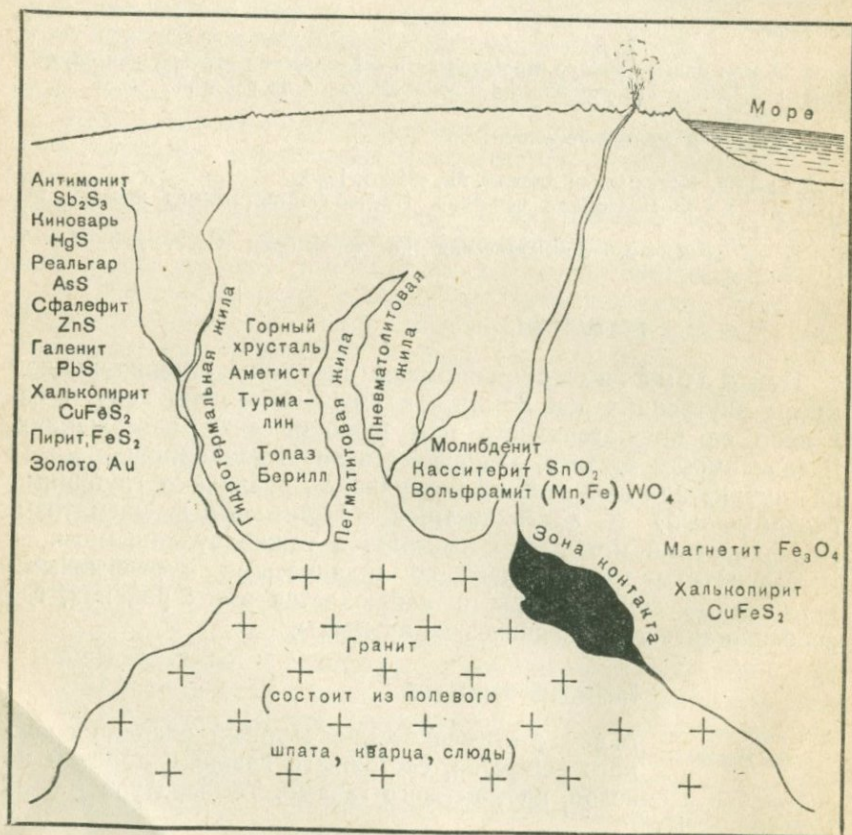 Море
Антимонит
Sb₂S₃
Киноварь
HgS
Реальгар
AsS
Сфалефит
ZnS
Галенит
PbS
Халькопирит
CuFeS₂
Пирит, FeS₂
Золото Au
Гидротермальная жила
Горный
хрусталь
Аметист
Турма-
лин
Топаз
Берилл
Пегматитовая жила
Пневматолитовая
жила
Молибденит
Касситерит SnO₂
Вольфрамит (Mn,Fe) WO₄
Зона контакта
Магнетит Fe₃O₄
Халькопирит
CuFeS₂
Гранит
(состоит из полевого
шпата, кварца, слюды)